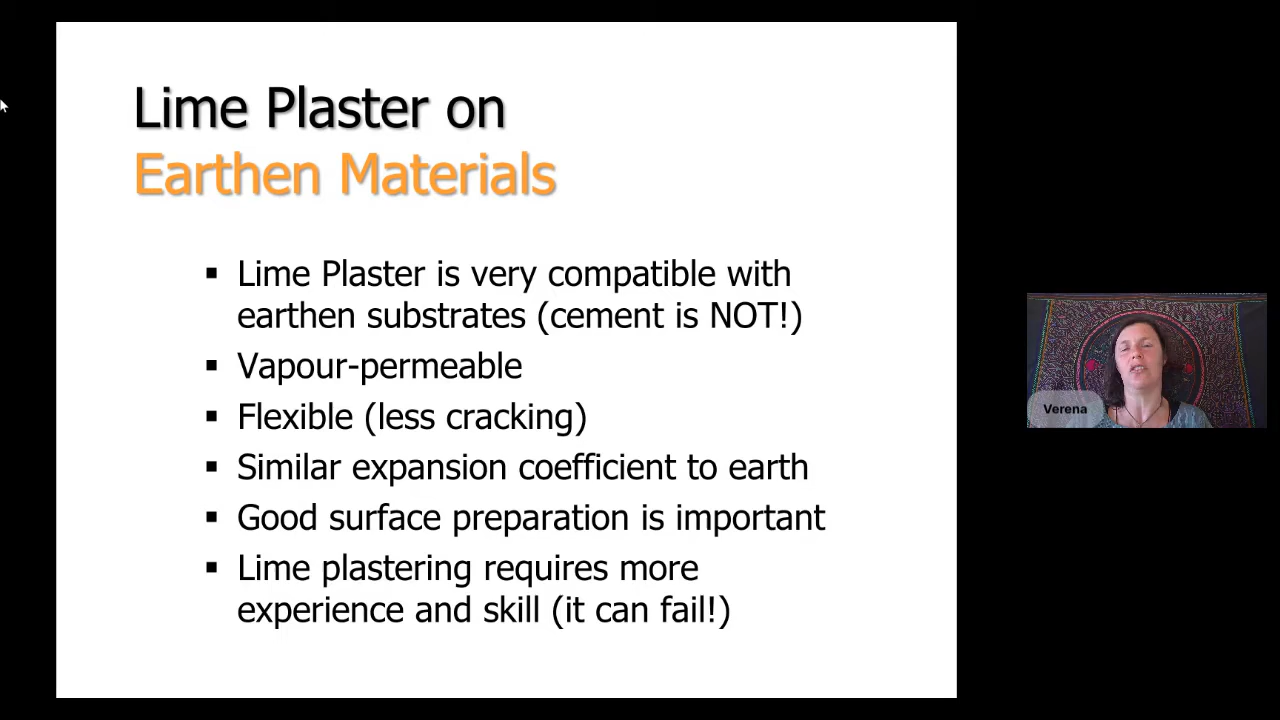 Lime Plaster on
Earthen Materials
▪ Lime Plaster is very compatible with
earthen substrates (cement is NOT!)
▪ Vapour-permeable
▪ Flexible (less cracking)
▪ Similar expansion coefficient to earth
▪ Good surface preparation is important
▪ Lime plastering requires more
experience and skill (it can fail!)
Verena